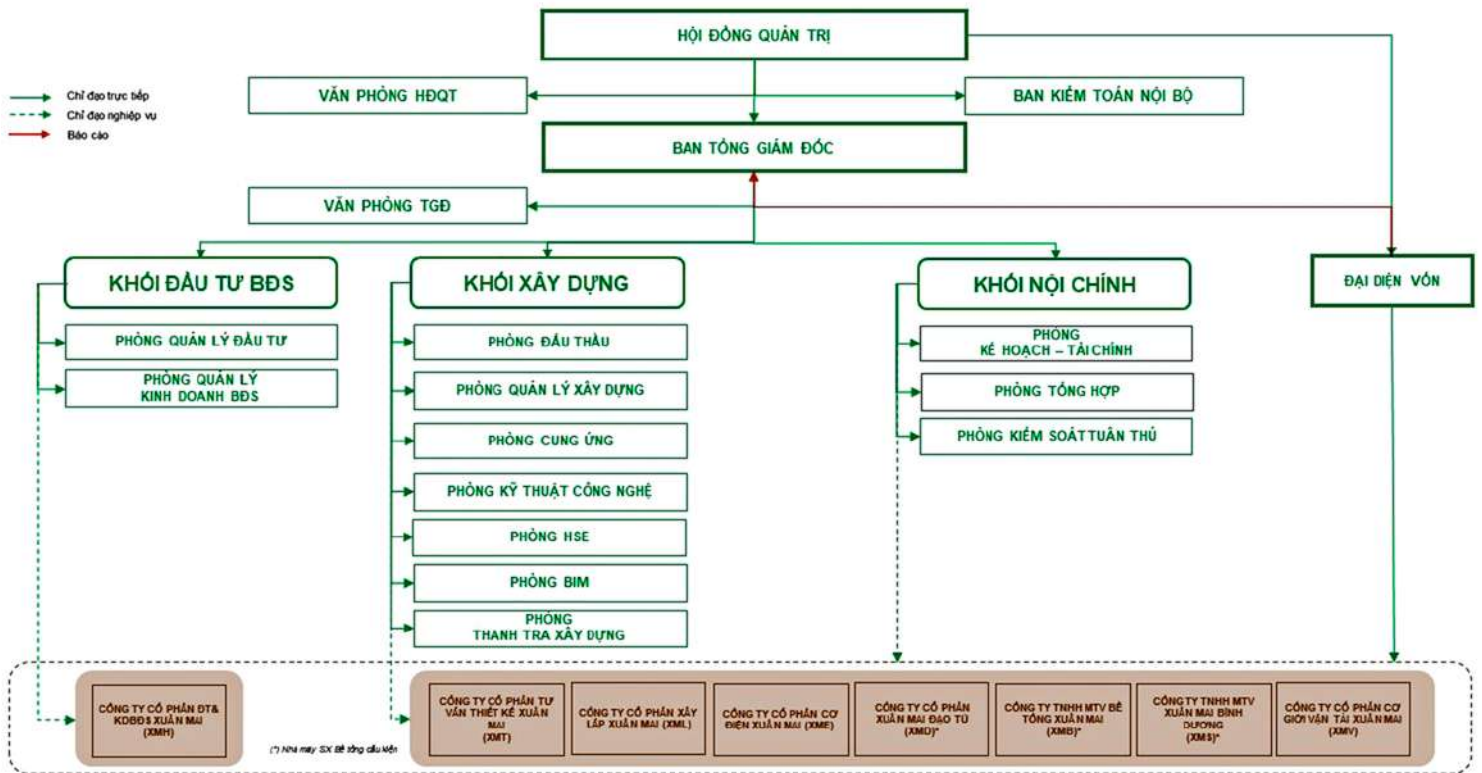 HỘI ĐỒNG QUẢN TRỊ
Chỉ đạo trực tiếp
Chỉ đạo nghiệp vụ
Báo cáo
VĂN PHÒNG HĐQT
BAN KIỂM TOÁN NỘI BỘ
BAN TỔNG GIÁM ĐỐC
VĂN PHÒNG TGĐ
KHỐI ĐẦU TƯ BĐS
KHỐI XÂY DỰNG
KHỐI NỘI CHÍNH
ĐẠI DIỆN VỐN
PHÒNG QUẢN LÝ ĐẦU TƯ
PHÒNG QUẢN LÝ
KINH DOANH BĐS
PHÒNG ĐẤU THẦU
PHÒNG QUẢN LÝ XÂY DỰNG
PHÒNG CUNG ỨNG
PHÒNG KỸ THUẬT CÔNG NGHỆ
PHÒNG HSE
PHÒNG BIM
PHÒNG
THANH TRA XÂY DỰNG
PHÒNG
KẾ HOẠCH – TÀI CHÍNH
PHÒNG TỔNG HỢP
PHÒNG KIỂM SOÁT TUÂN THỦ
CÔNG TY CỔ PHẦN ĐT&
KDBĐS XUÂN MAI
(XMH)
(*) Nhà máy SX Bê tông cấu kiện
CÔNG TY CỔ PHẦN TƯ
VẤN THIẾT KẾ XUÂN
MAI
(XMT)
CÔNG TY CỔ PHẦN XÂY
LẮP XUÂN MAI (XML)
CÔNG TY CỔ PHẦN CƠ
ĐIỆN XUÂN MAI (XME)
CÔNG TY CỔ PHẦN
XUÂN MAI ĐẠO TÚ
(XMD)*
CÔNG TY TNHH MTV BÊ
TÔNG XUÂN MAI
(XMB)*
CÔNG TY TNHH MTV
XUÂN MAI BÌNH
DƯƠNG
(XMS)*
CÔNG TY CỔ PHẦN CƠ
GIỚI VẬN TẢI XUÂN MAI
(XMV)